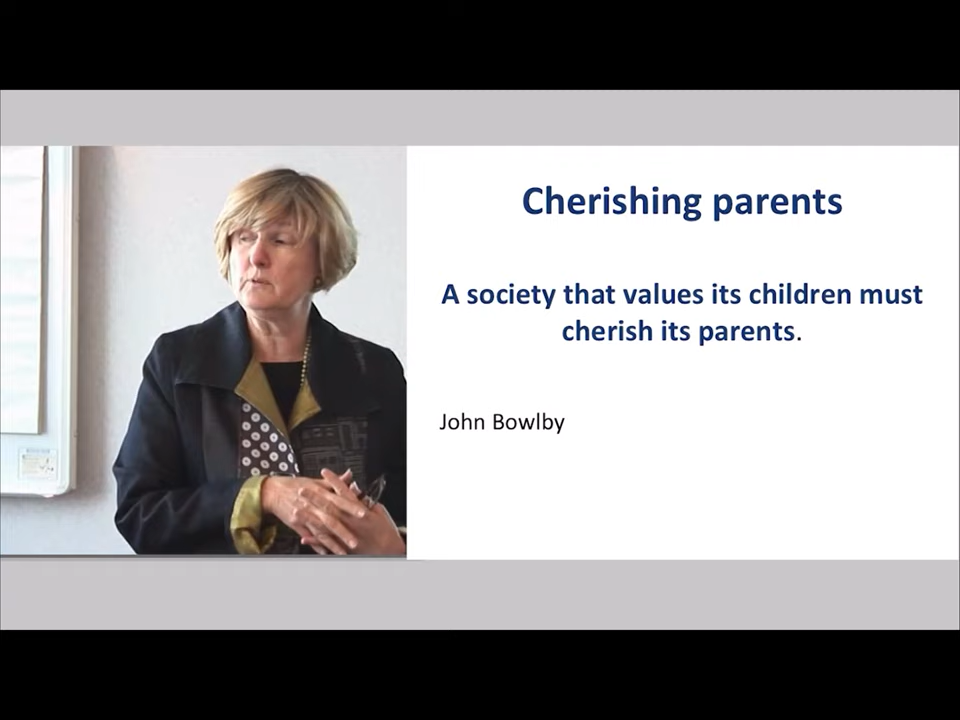 Cherishing parents
A society that values its children must
cherish its parents.
John Bowlby